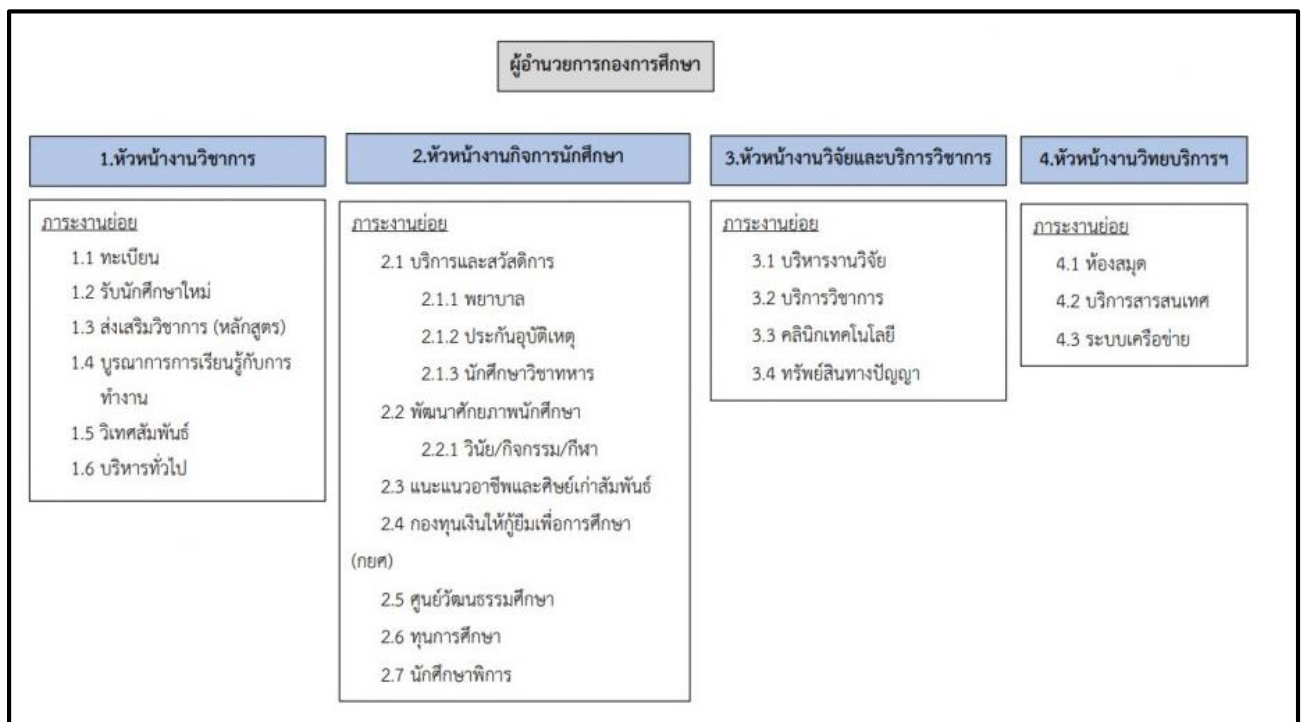 ผู้อำนวยการกองการศึกษา
1.หัวหน้างานวิชาการ
ภาระงานย่อย
1.1 ทะเบียน
1.2 รับนักศึกษาใหม่
1.3 ส่งเสริมวิชาการ (หลักสูตร)
1.4 บูรณาการการเรียนรู้กับการ
ทำงาน
1.5 วิเทศสัมพันธ์
1.6 บริหารทั่วไป
2.หัวหน้างานกิจการนักศึกษา
ภาระงานย่อย
2.1 บริการและสวัสดิการ
2.1.1 พยาบาล
2.1.2 ประกันอุบัติเหตุ
2.1.3 นักศึกษาวิชาทหาร
2.2 พัฒนาศักยภาพนักศึกษา
2.2.1 วินัย/กิจกรรม/กีฬา
2.3 แนะแนวอาชีพและศิษย์เก่าสัมพันธ์
2.4 กองทุนเงินให้กู้ยืมเพื่อการศึกษา
(กยศ)
2.5 ศูนย์วัฒนธรรมศึกษา
2.6 ทุนการศึกษา
2.7 นักศึกษาพิการ
3.หัวหน้างานวิจัยและบริการวิชาการ
ภาระงานย่อย
3.1 บริหารงานวิจัย
3.2 บริการวิชาการ
3.3 คลินิกเทคโนโลยี
3.4 ทรัพย์สินทางปัญญา
4.หัวหน้างานวิทยบริการฯ
ภาระงานย่อย
4.1 ห้องสมุด
4.2 บริการสารสนเทศ
4.3 ระบบเครือข่าย